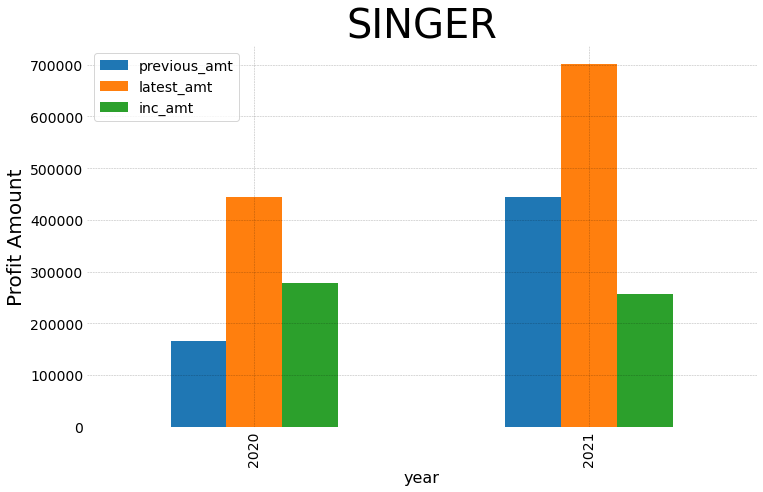 SINGER
previous_amt
latest_amt
inc_amt
Profit Amount
700000
600000
500000
400000
300000
200000
100000
0
2020
2021
year